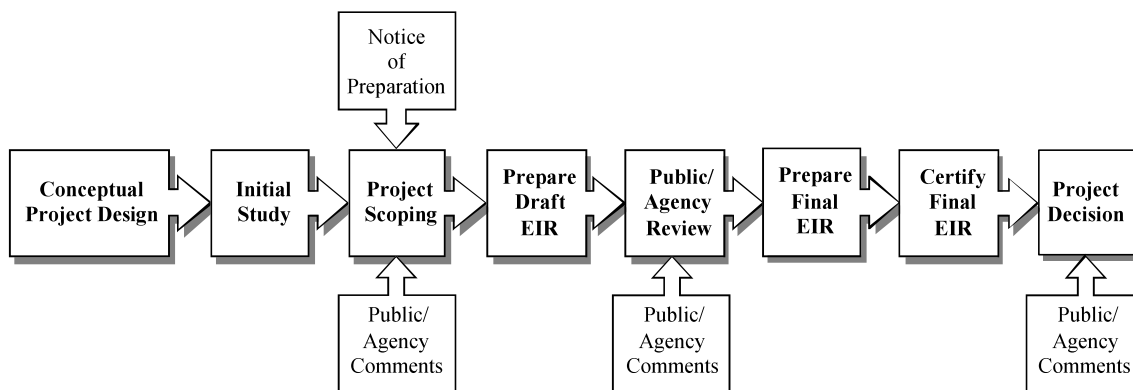 Notice
of
Preparation
Conceptual
Project Design
Initial
Study
Project
Scoping
Prepare
Draft
EIR
Public/
Agency
Review
Prepare
Final
EIR
Certify
Final
EIR
Project
Decision
Public/
Agency
Comments
Public/
Agency
Comments
Public/
Agency
Comments